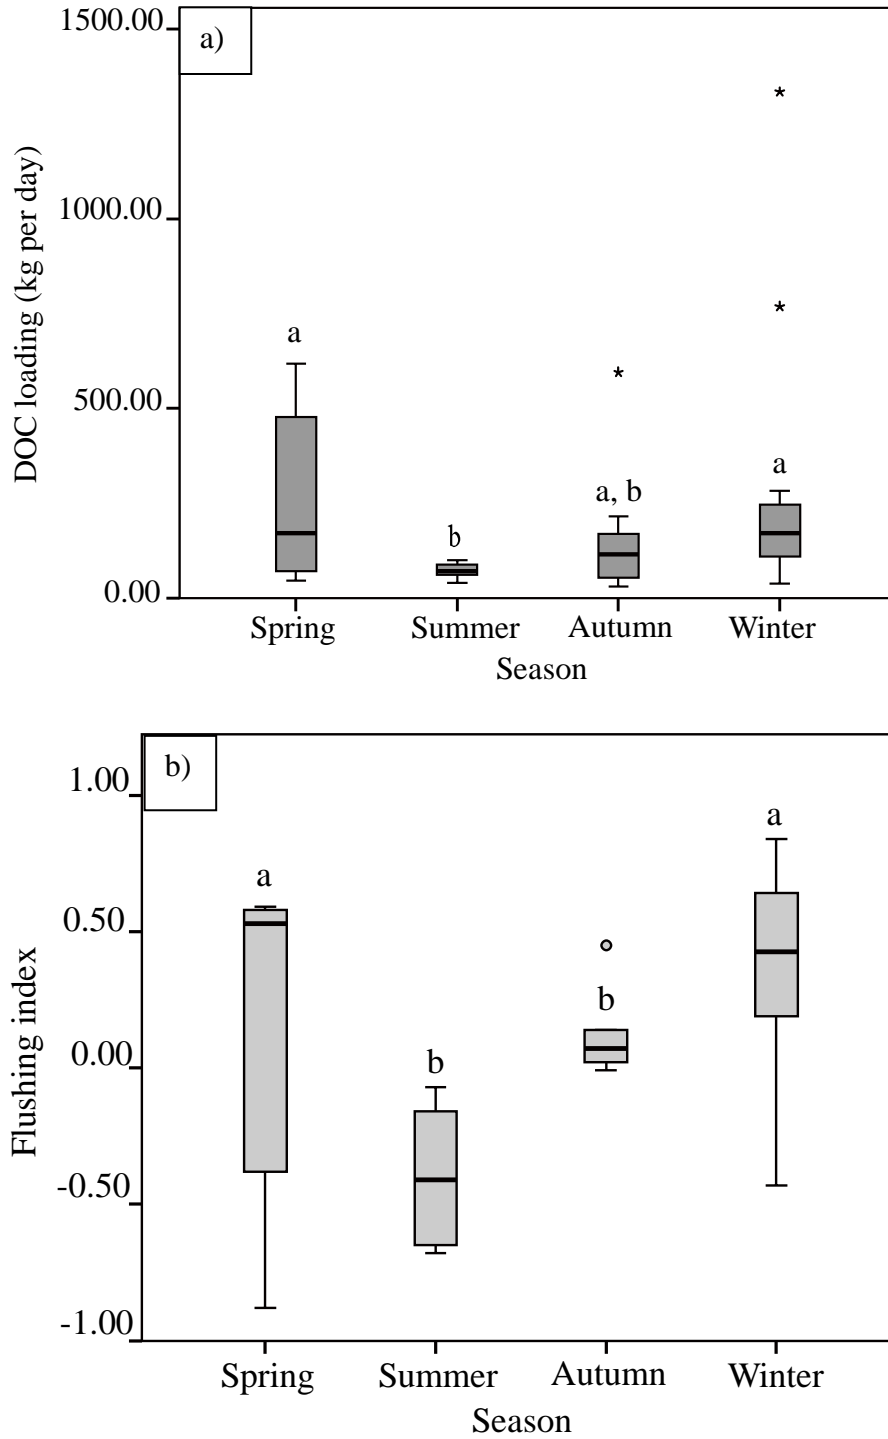 1500.00
a)
1000.00
500.00
0.00
DOC loading (kg per day)
a
b
a, b
a
Spring Summer Autumn Winter
Season
b)
1.00
0.50
0.00
-0.50
-1.00
Flushing index
a
b
b
a
Spring Summer Autumn Winter
Season